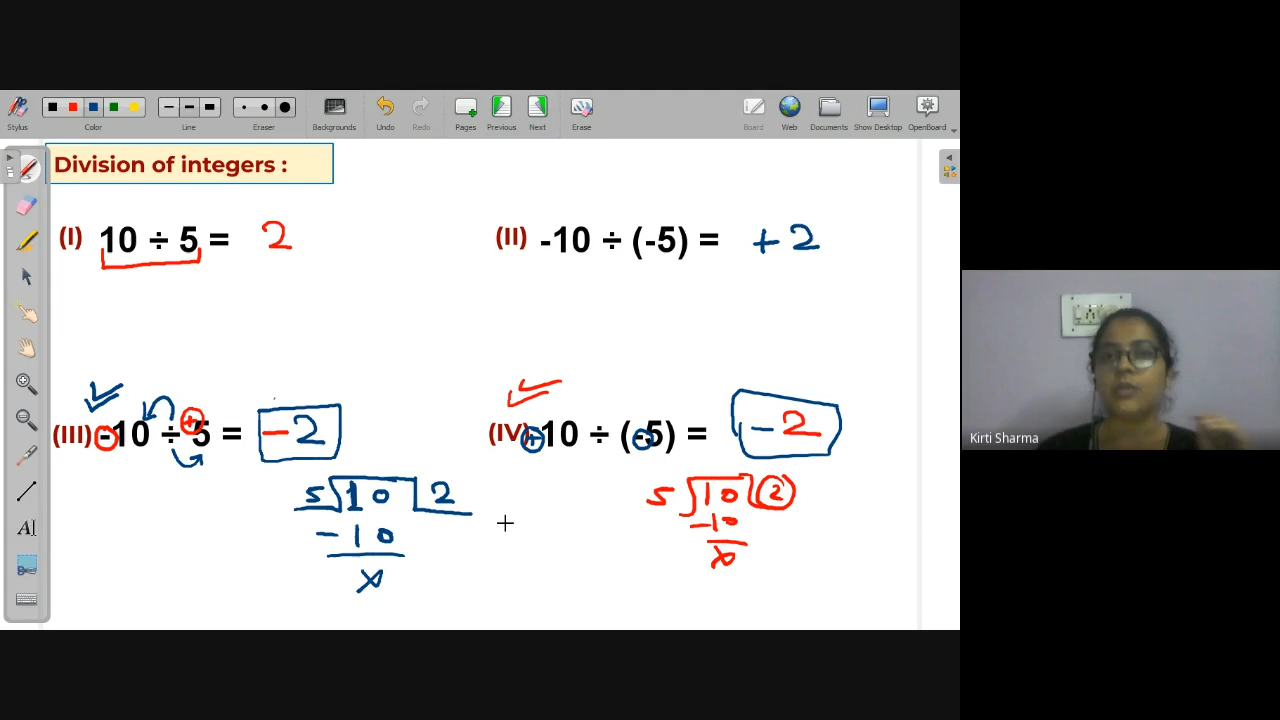 Stylus Color Line Eraser Backgrounds Undo Redo Pages Previous Next Erase Board Web Documents Show Desktop OpenBoard
Division of integers :
(I) 10 ÷ 5 = 2
(II) -10 ÷ (-5) = +2
(III) -10 ÷ +5 = -2
(IV) +10 ÷ (-5) = -2
5 10 2
-10
x
5 10 2
-10
x
Kirti Sharma
AI